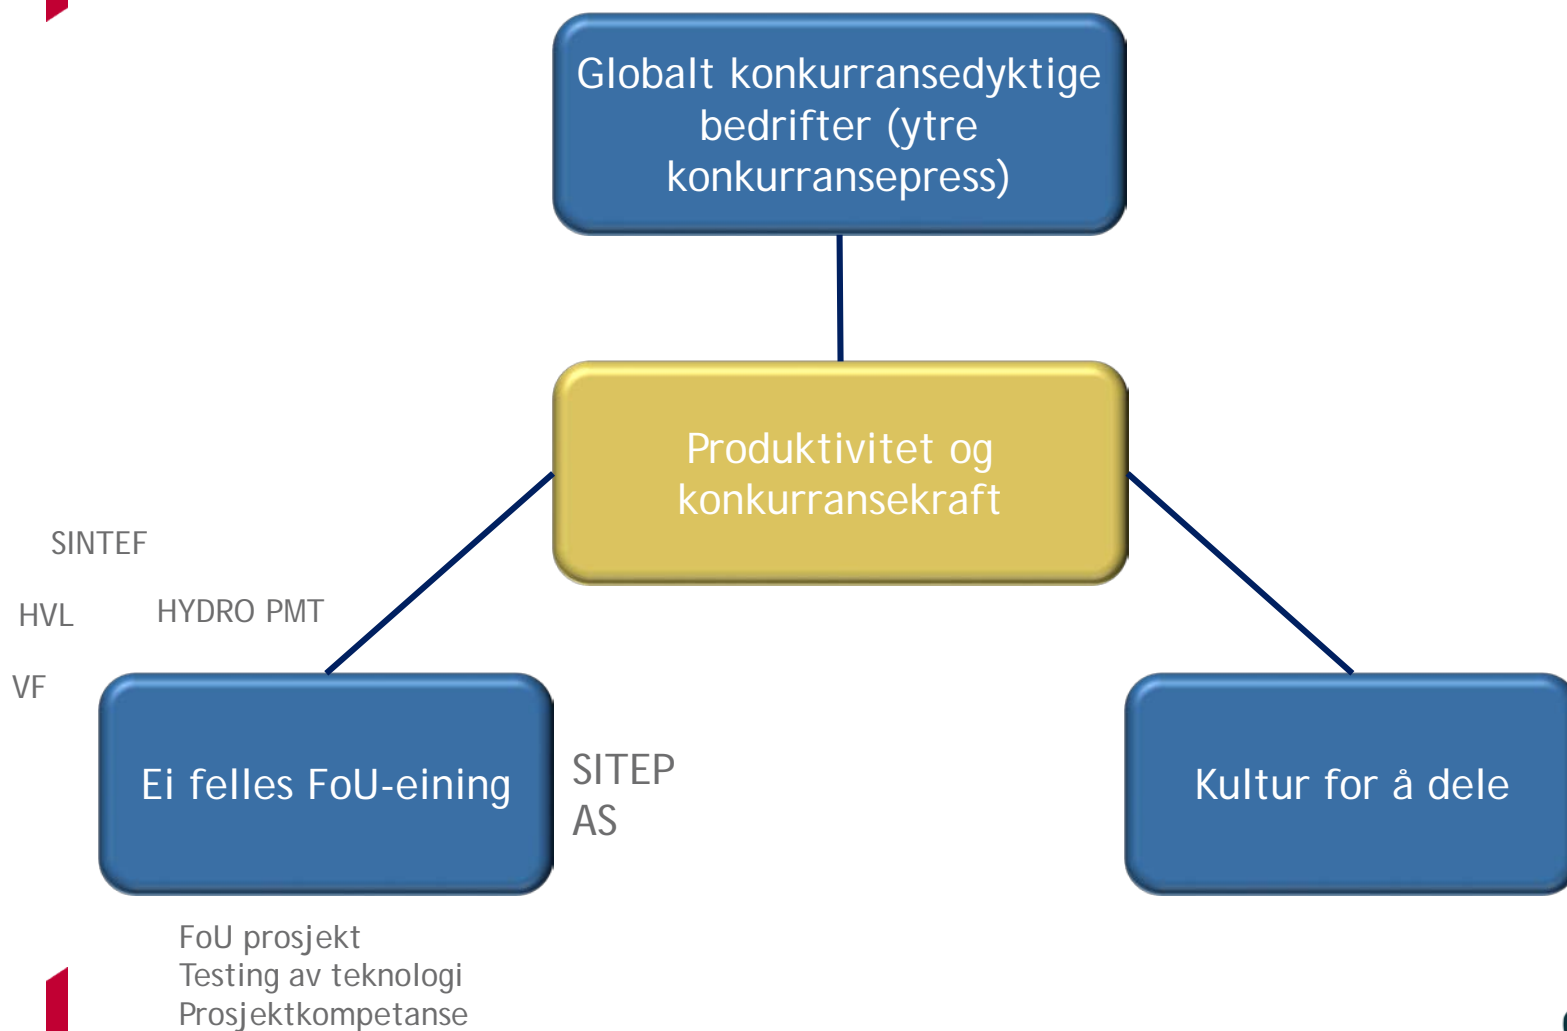 Globalt konkurransedyktige
bedrifter (ytre
konkurransepress)
Produktivitet og
konkurransekraft
SINTEF
HVL
HYDRO PMT
VF
Ei felles FoU-eining
SITEP
AS
Kultur for å dele
FoU prosjekt
Testing av teknologi
Prosjektkompetanse